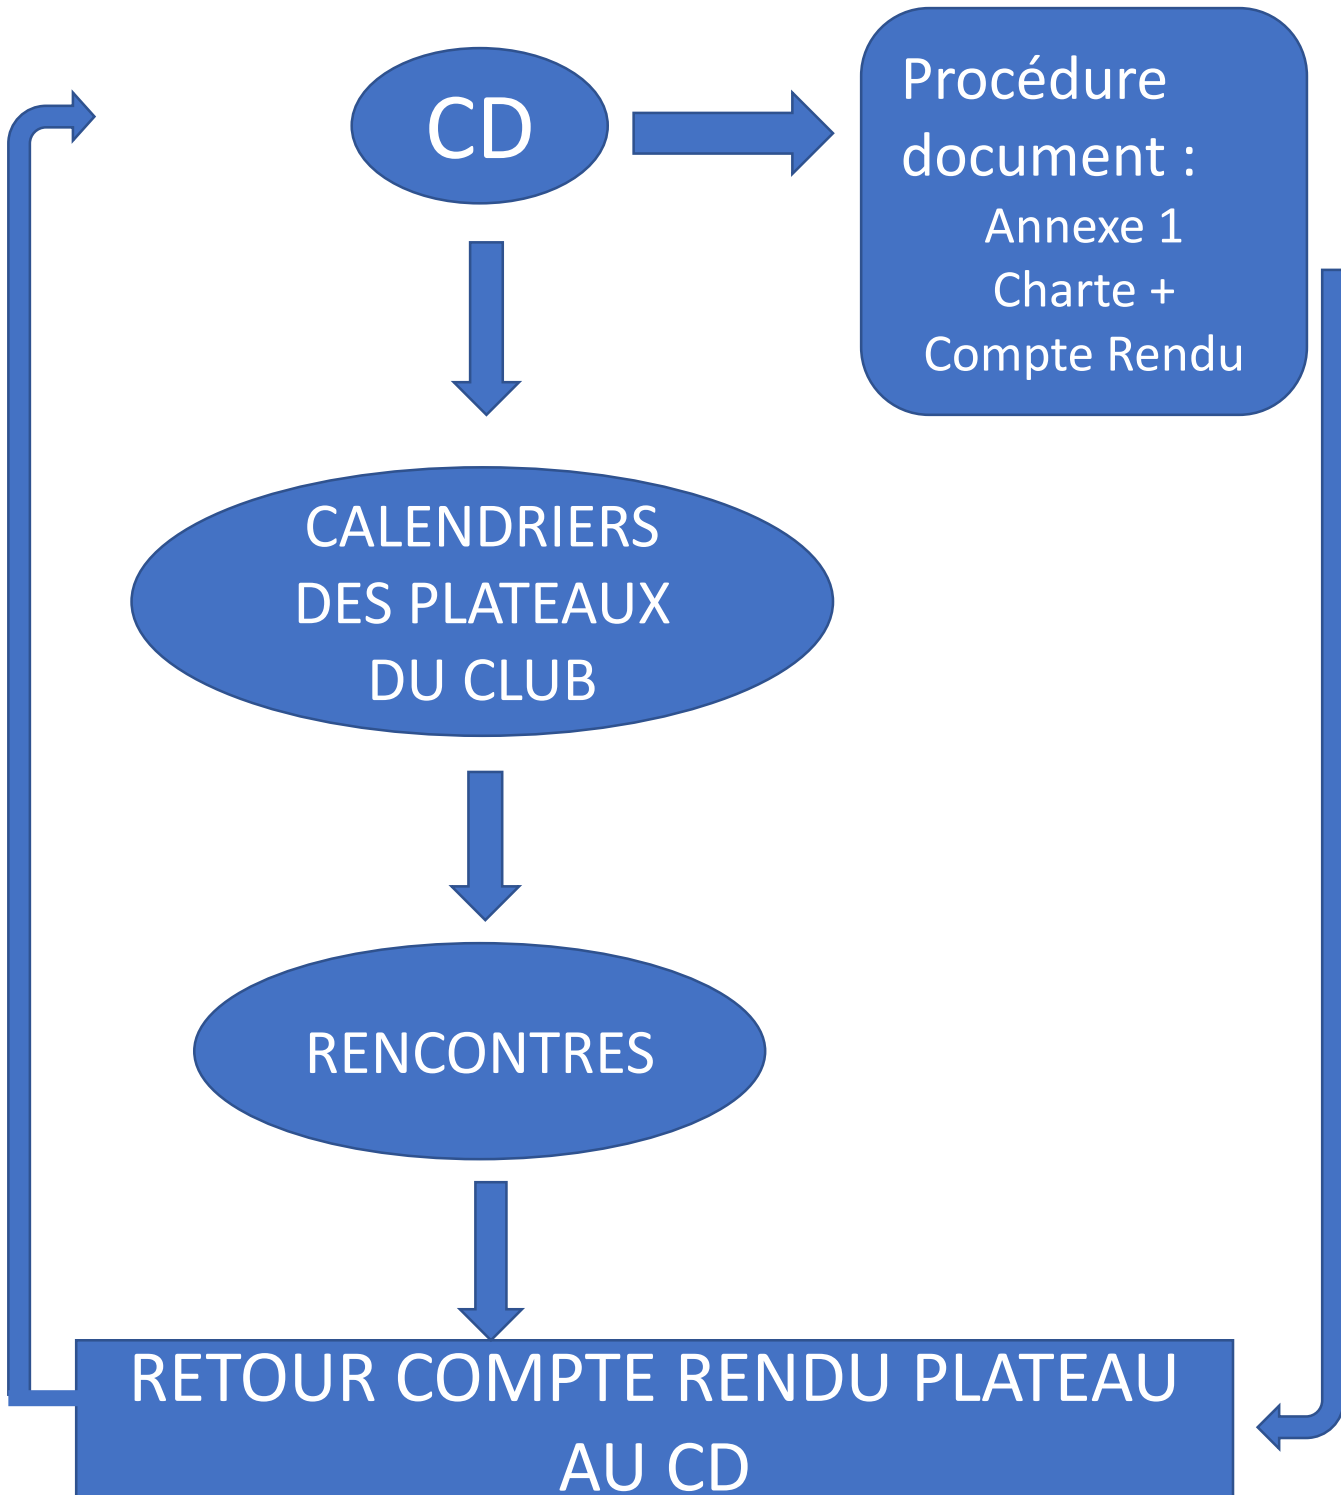 CD
Procédure
document :
Annexe 1
Charte +
Compte Rendu
CALENDRIERS
DES PLATEAUX
DU CLUB
RENCONTRES
RETOUR COMPTE RENDU PLATEAU
AU CD